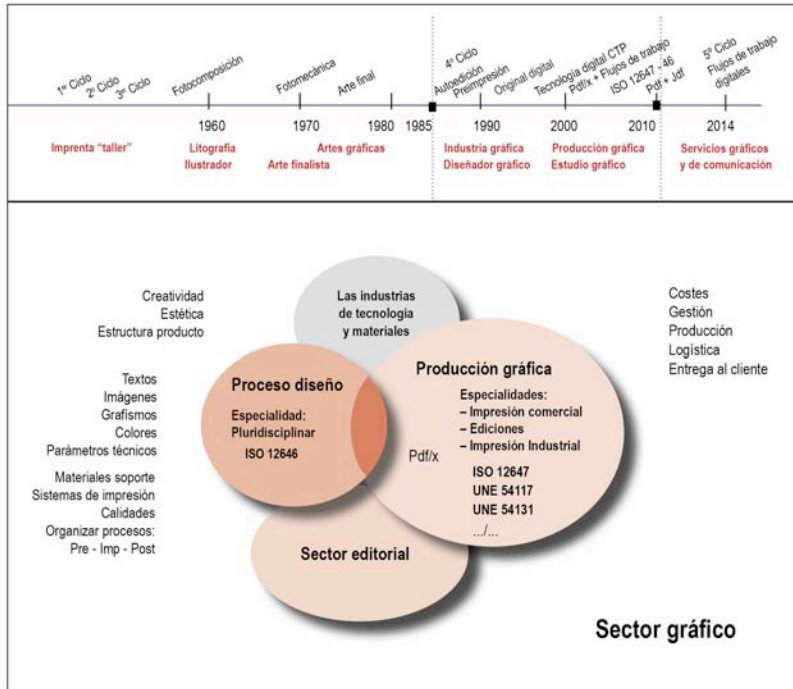 1er Ciclo
2º Ciclo
3er Ciclo
Fotocomposición
Fotomecánica
Arte final
4º Ciclo
Autoedición
Preimpresión
Original digital
Tecnología digital CTP
Pdf/x + Flujos de trabajo
ISO 12647 - 46
Pdf + Jdf
5º Ciclo
Flujos de trabajo
digitales
1960
1970
1980
1985
1990
2000
2010
2014
Imprenta “taller”
Litografía
Ilustrador
Artes gráficas
Arte finalista
Industria gráfica
Diseñador gráfico
Producción gráfica
Estudio gráfico
Servicios gráficos
y de comunicación
Creatividad
Estética
Estructura producto
Textos
Imágenes
Grafismos
Colores
Parámetros técnicos
Materiales soporte
Sistemas de impresión
Calidades
Organizar procesos:
Pre - Imp - Post
Las industrias
de tecnología
y materiales
Proceso diseño
Especialidad:
Pluridisciplinar
ISO 12646
Producción gráfica
Especialidades:
– Impresión comercial
– Ediciones
– Impresión Industrial
Pdf/x
ISO 12647
UNE 54117
UNE 54131
.../...
Sector editorial
Costes
Gestión
Producción
Logística
Entrega al cliente
Sector gráfico